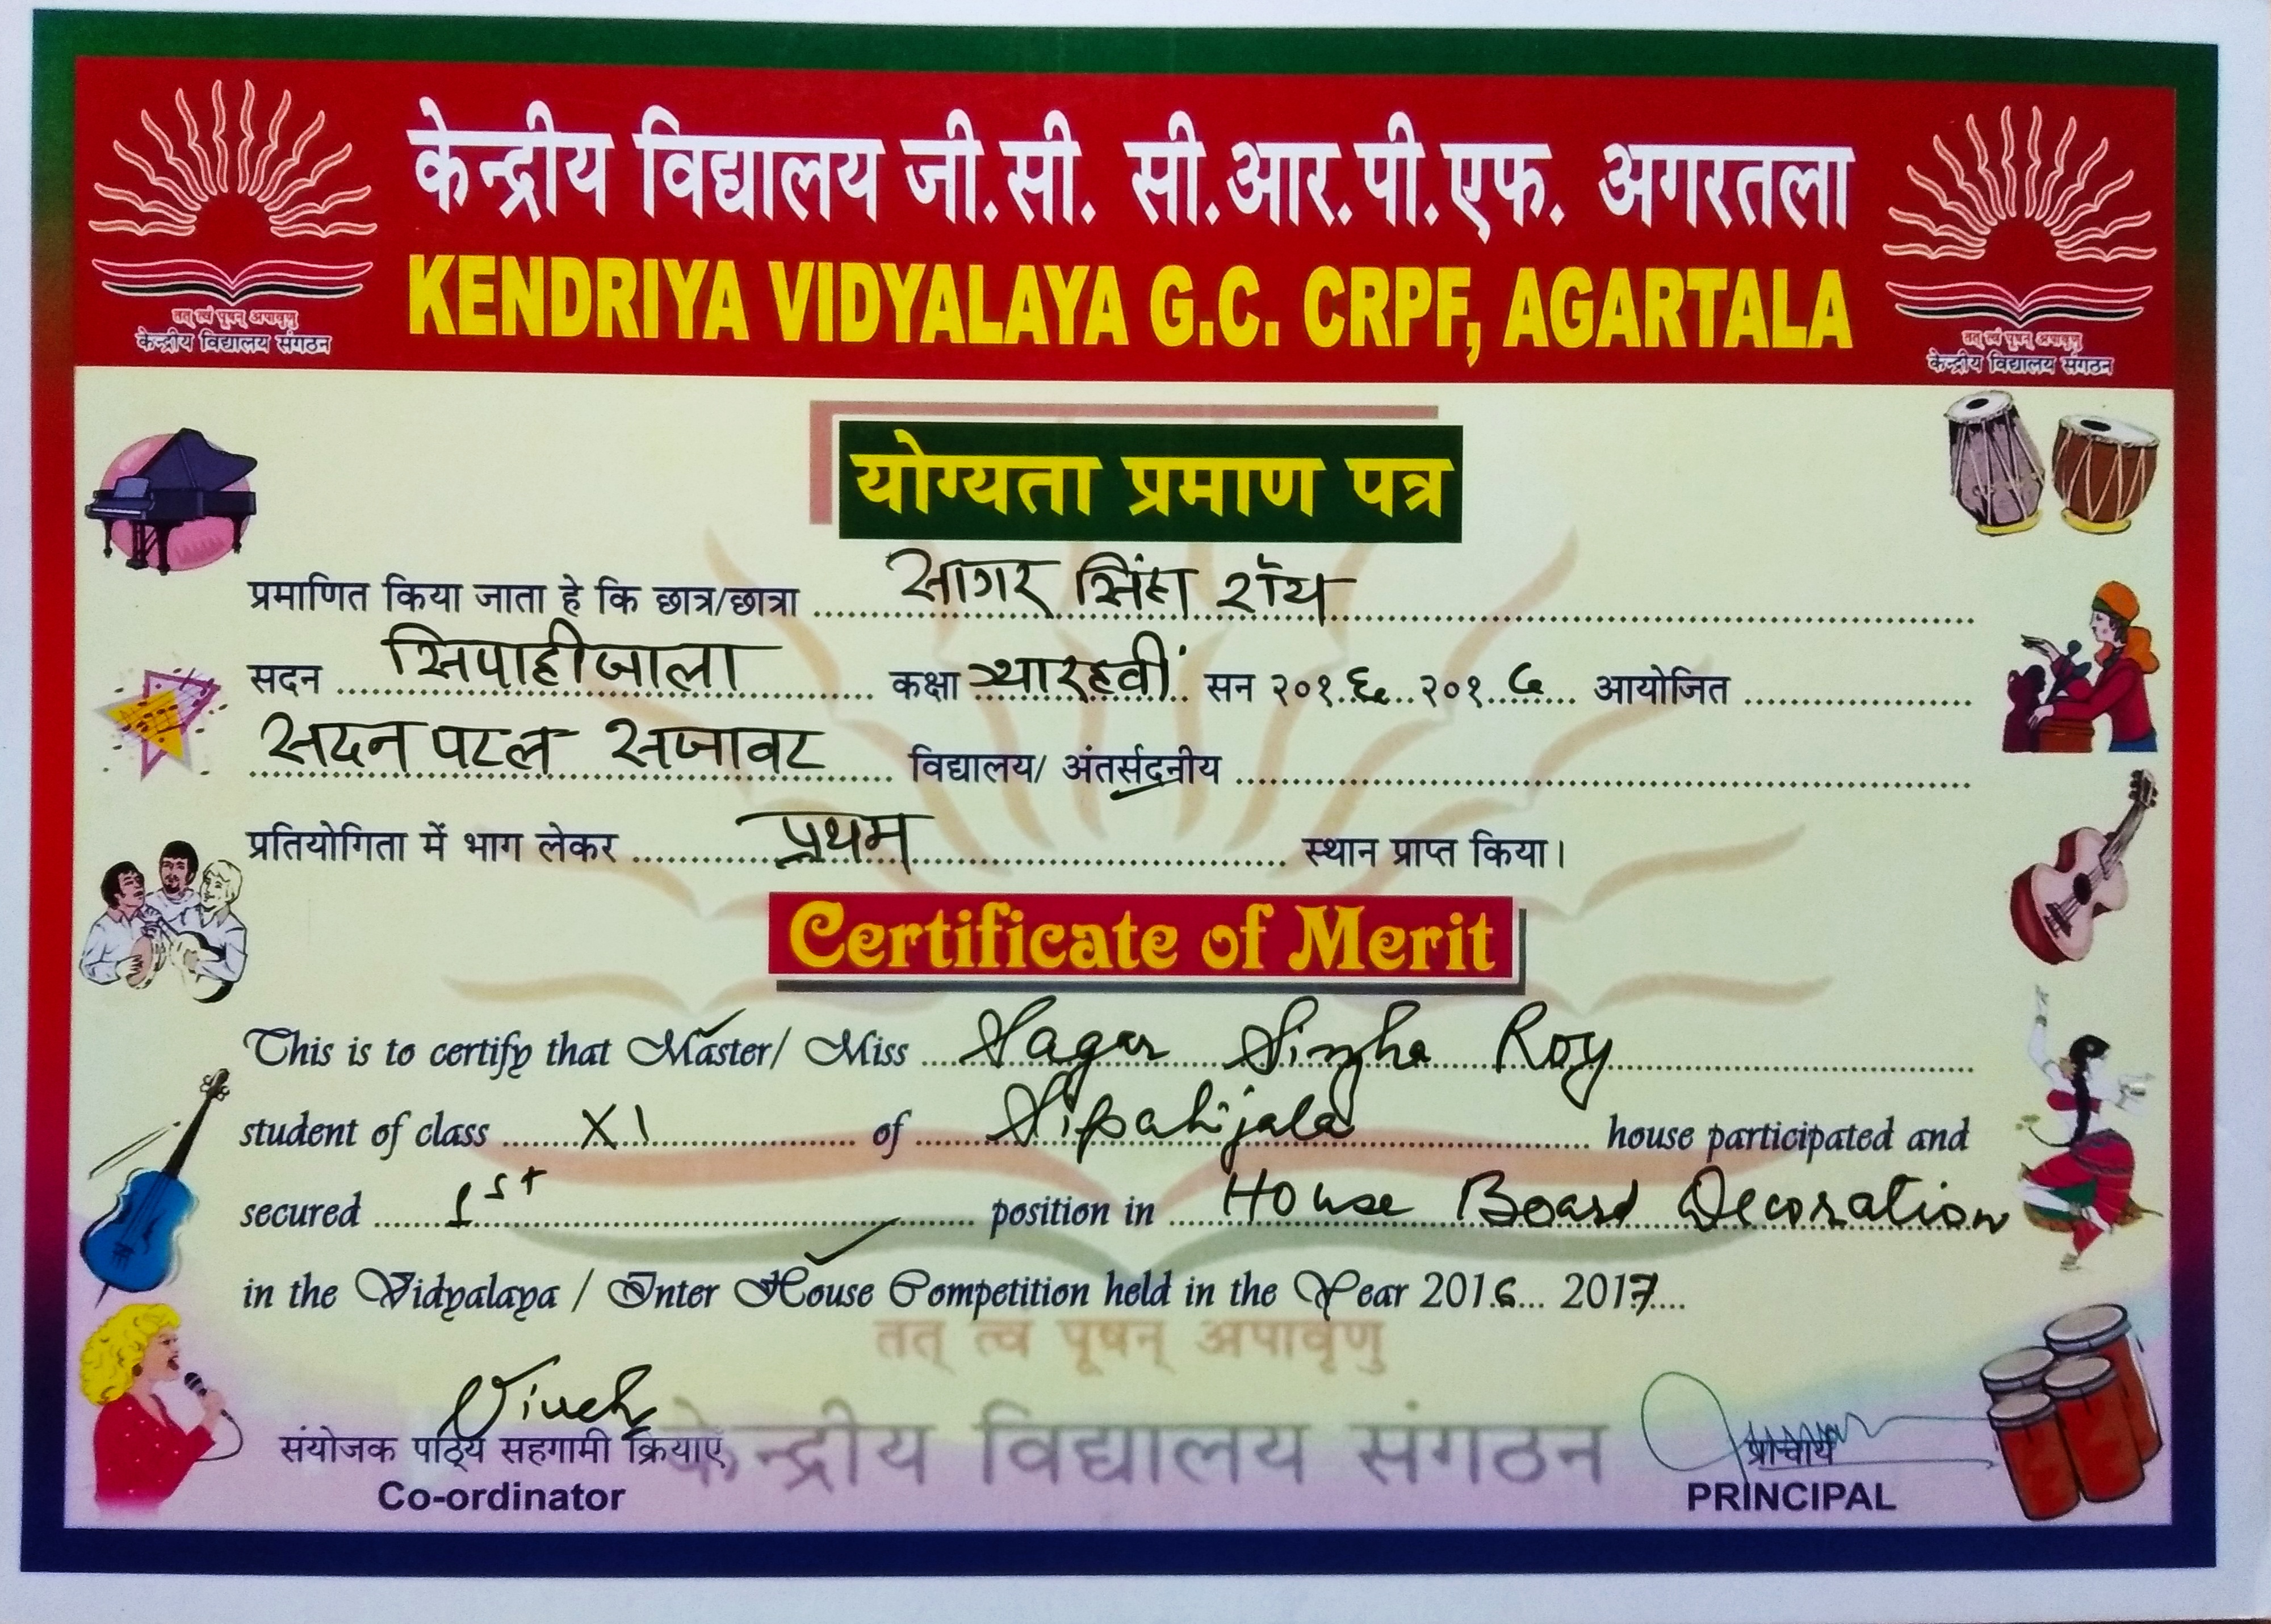 केन्द्रीय विद्यालय जी.सी. सी.आर.पी.एफ. अगरतला
KENDRIYA VIDYALAYA G.C. CRPF, AGARTALA
तत् त्वं पूषन् अपावृणु
केन्द्रीय विद्यालय संगठन
तत् त्वं पूषन् अपावृणु
केन्द्रीय विद्यालय संगठन
योग्यता प्रमाण पत्र
प्रमाणित किया जाता हे कि छात्र/छात्रा सागर सिंहा रॉय
सदन सिपाहीजाला कक्षा ग्यारहवीं सन २०१६ २०१७ आयोजित
सदन पटल सजावट विद्यालय/ अंतर्सदनीय
प्रतियोगिता में भाग लेकर प्रथम स्थान प्राप्त किया।
Certificate of Merit
This is to certify that Master/ Miss Sagar Singha Roy
student of class XI of Sipahijala house participated and
secured 1st position in House Board Decoration
in the Vidyalaya / Inter House Competition held in the Year 2016 2017
तत् त्वं पूषन् अपावृणु
केन्द्रीय विद्यालय संगठन
संयोजक पाठ्य सहगामी क्रियाएं
Co-ordinator
प्राचार्य
PRINCIPAL